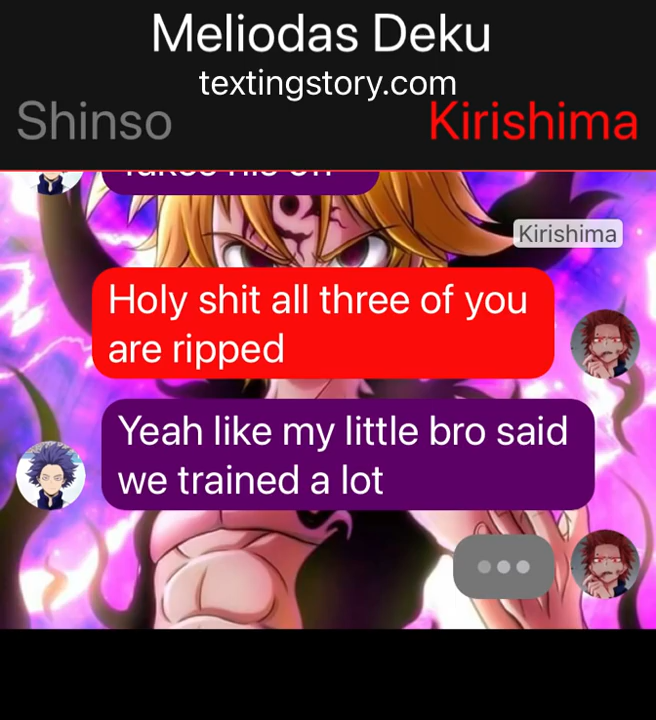 Meliodas Deku
textingstory.com
Shinso
Kirishima
Kirishima
Holy shit all three of you
are ripped
Yeah like my little bro said
we trained a lot